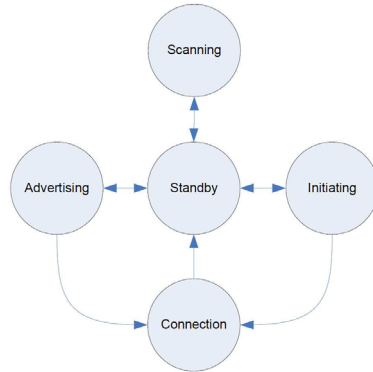 Scanning
Advertising
Standby
Initiating
Connection